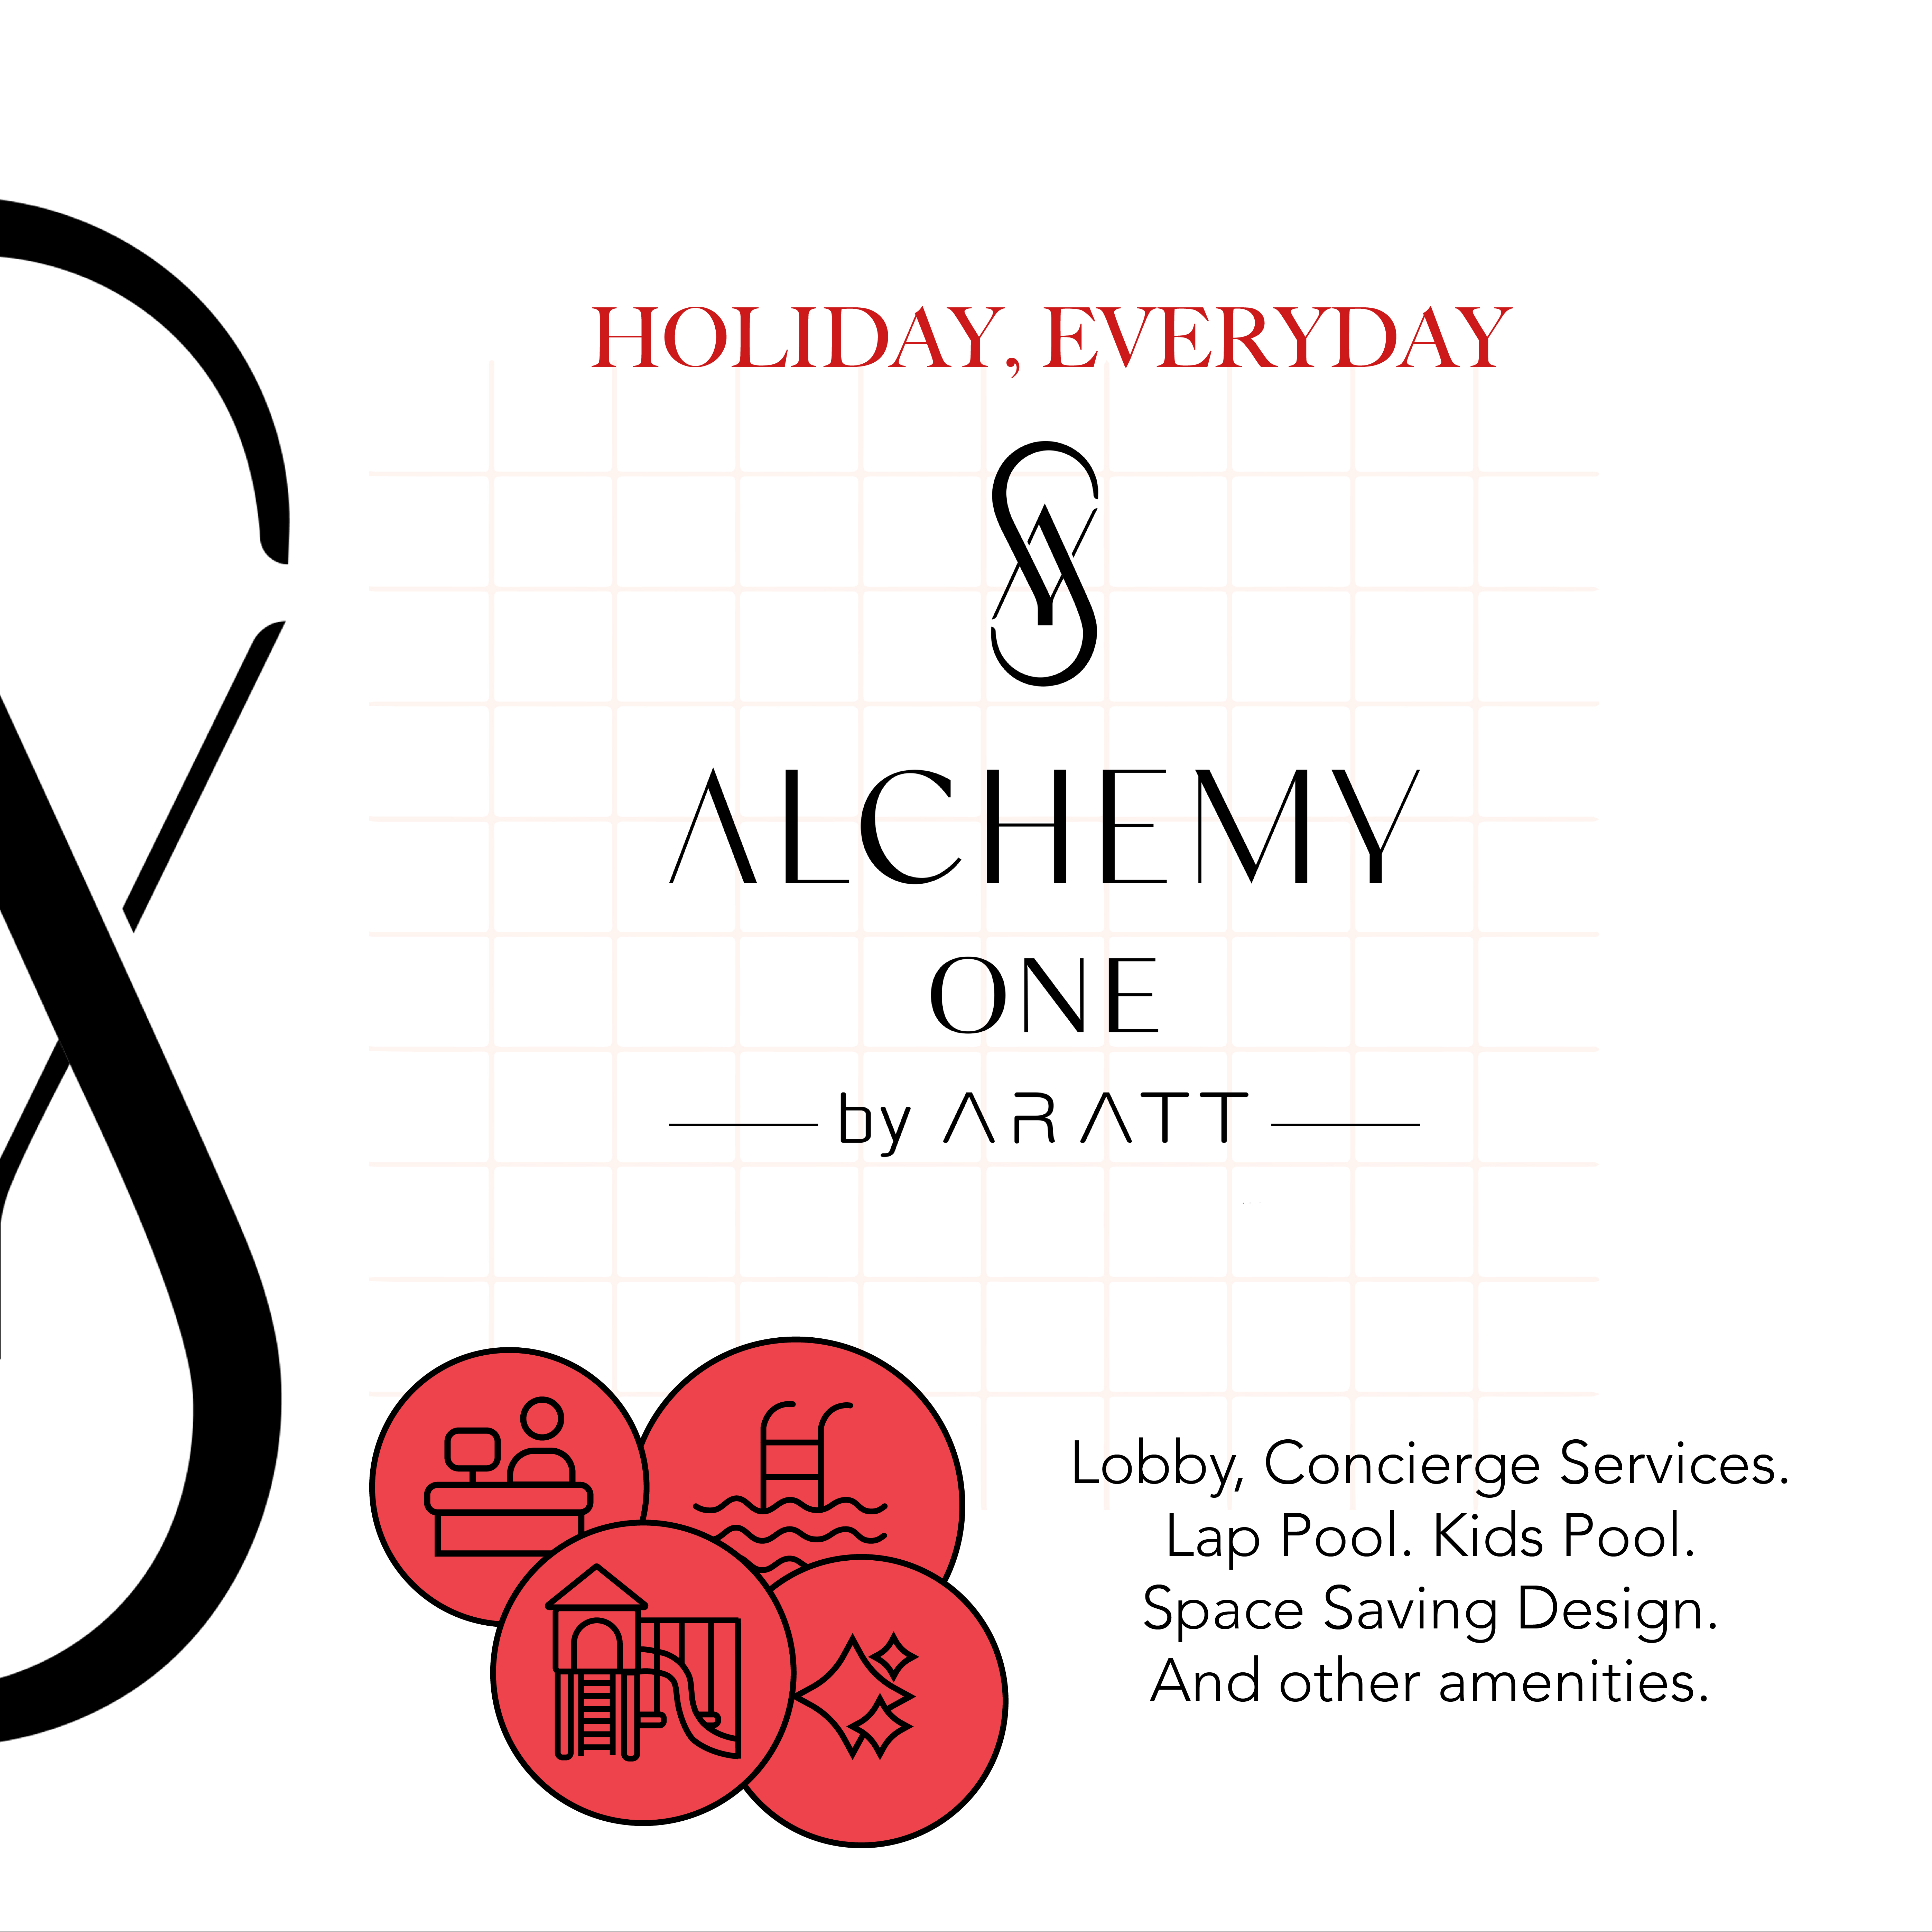 HOLIDAY, EVERYDAY
ALCHEMY
ONE
by ARATT
Lobby, Concierge Services.
Lap Pool. Kids Pool.
Space Saving Design.
And other amenities.